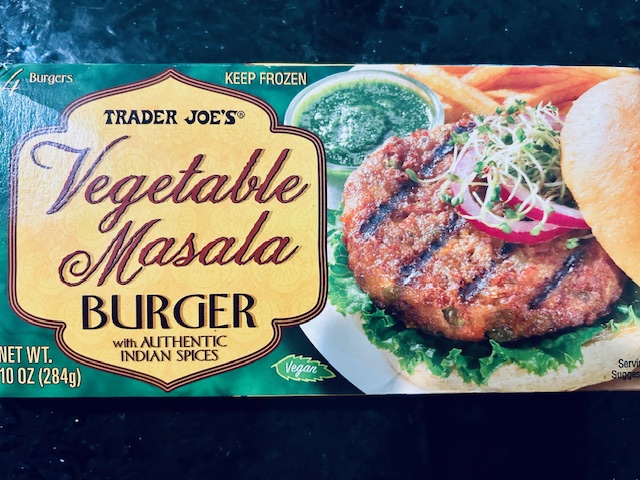 4 Burgers
KEEP FROZEN
TRADER JOE'S®
Vegetable
Masala
BURGER
with AUTHENTIC
INDIAN SPICES
NET WT.
10 OZ (284g)
Vegan